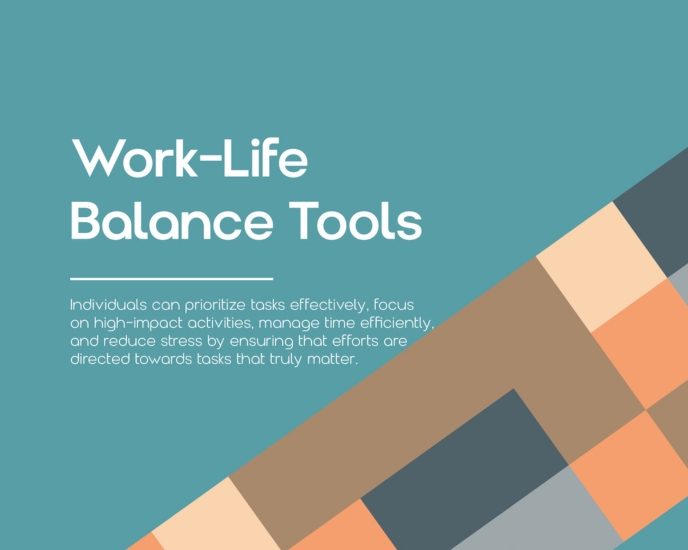 Work-Life
Balance Tools
Individuals can prioritize tasks effectively, focus
on high-impact activities, manage time efficiently,
and reduce stress by ensuring that efforts are
directed towards tasks that truly matter.